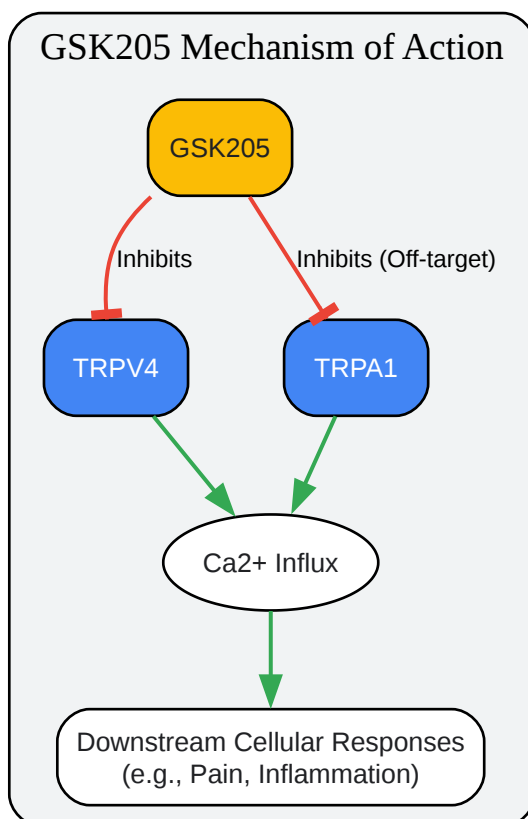 GSK205 Mechanism of Action
GSK205
Inhibits
Inhibits (Off-target)
TRPV4
TRPA1
Ca2+ Influx
Downstream Cellular Responses
(e.g., Pain, Inflammation)